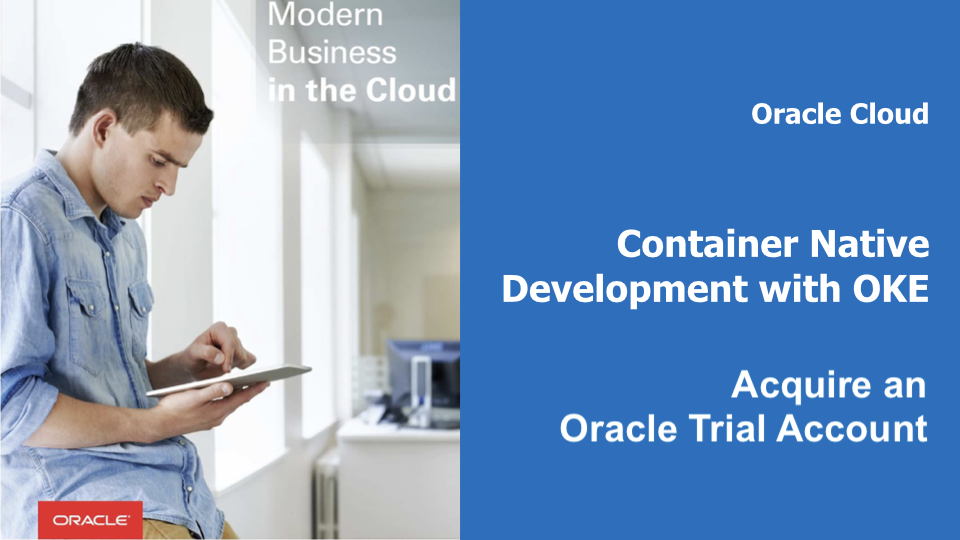 Modern
Business
in the Cloud
Oracle Cloud
Container Native
Development with OKE
Acquire an
Oracle Trial Account
ORACLE